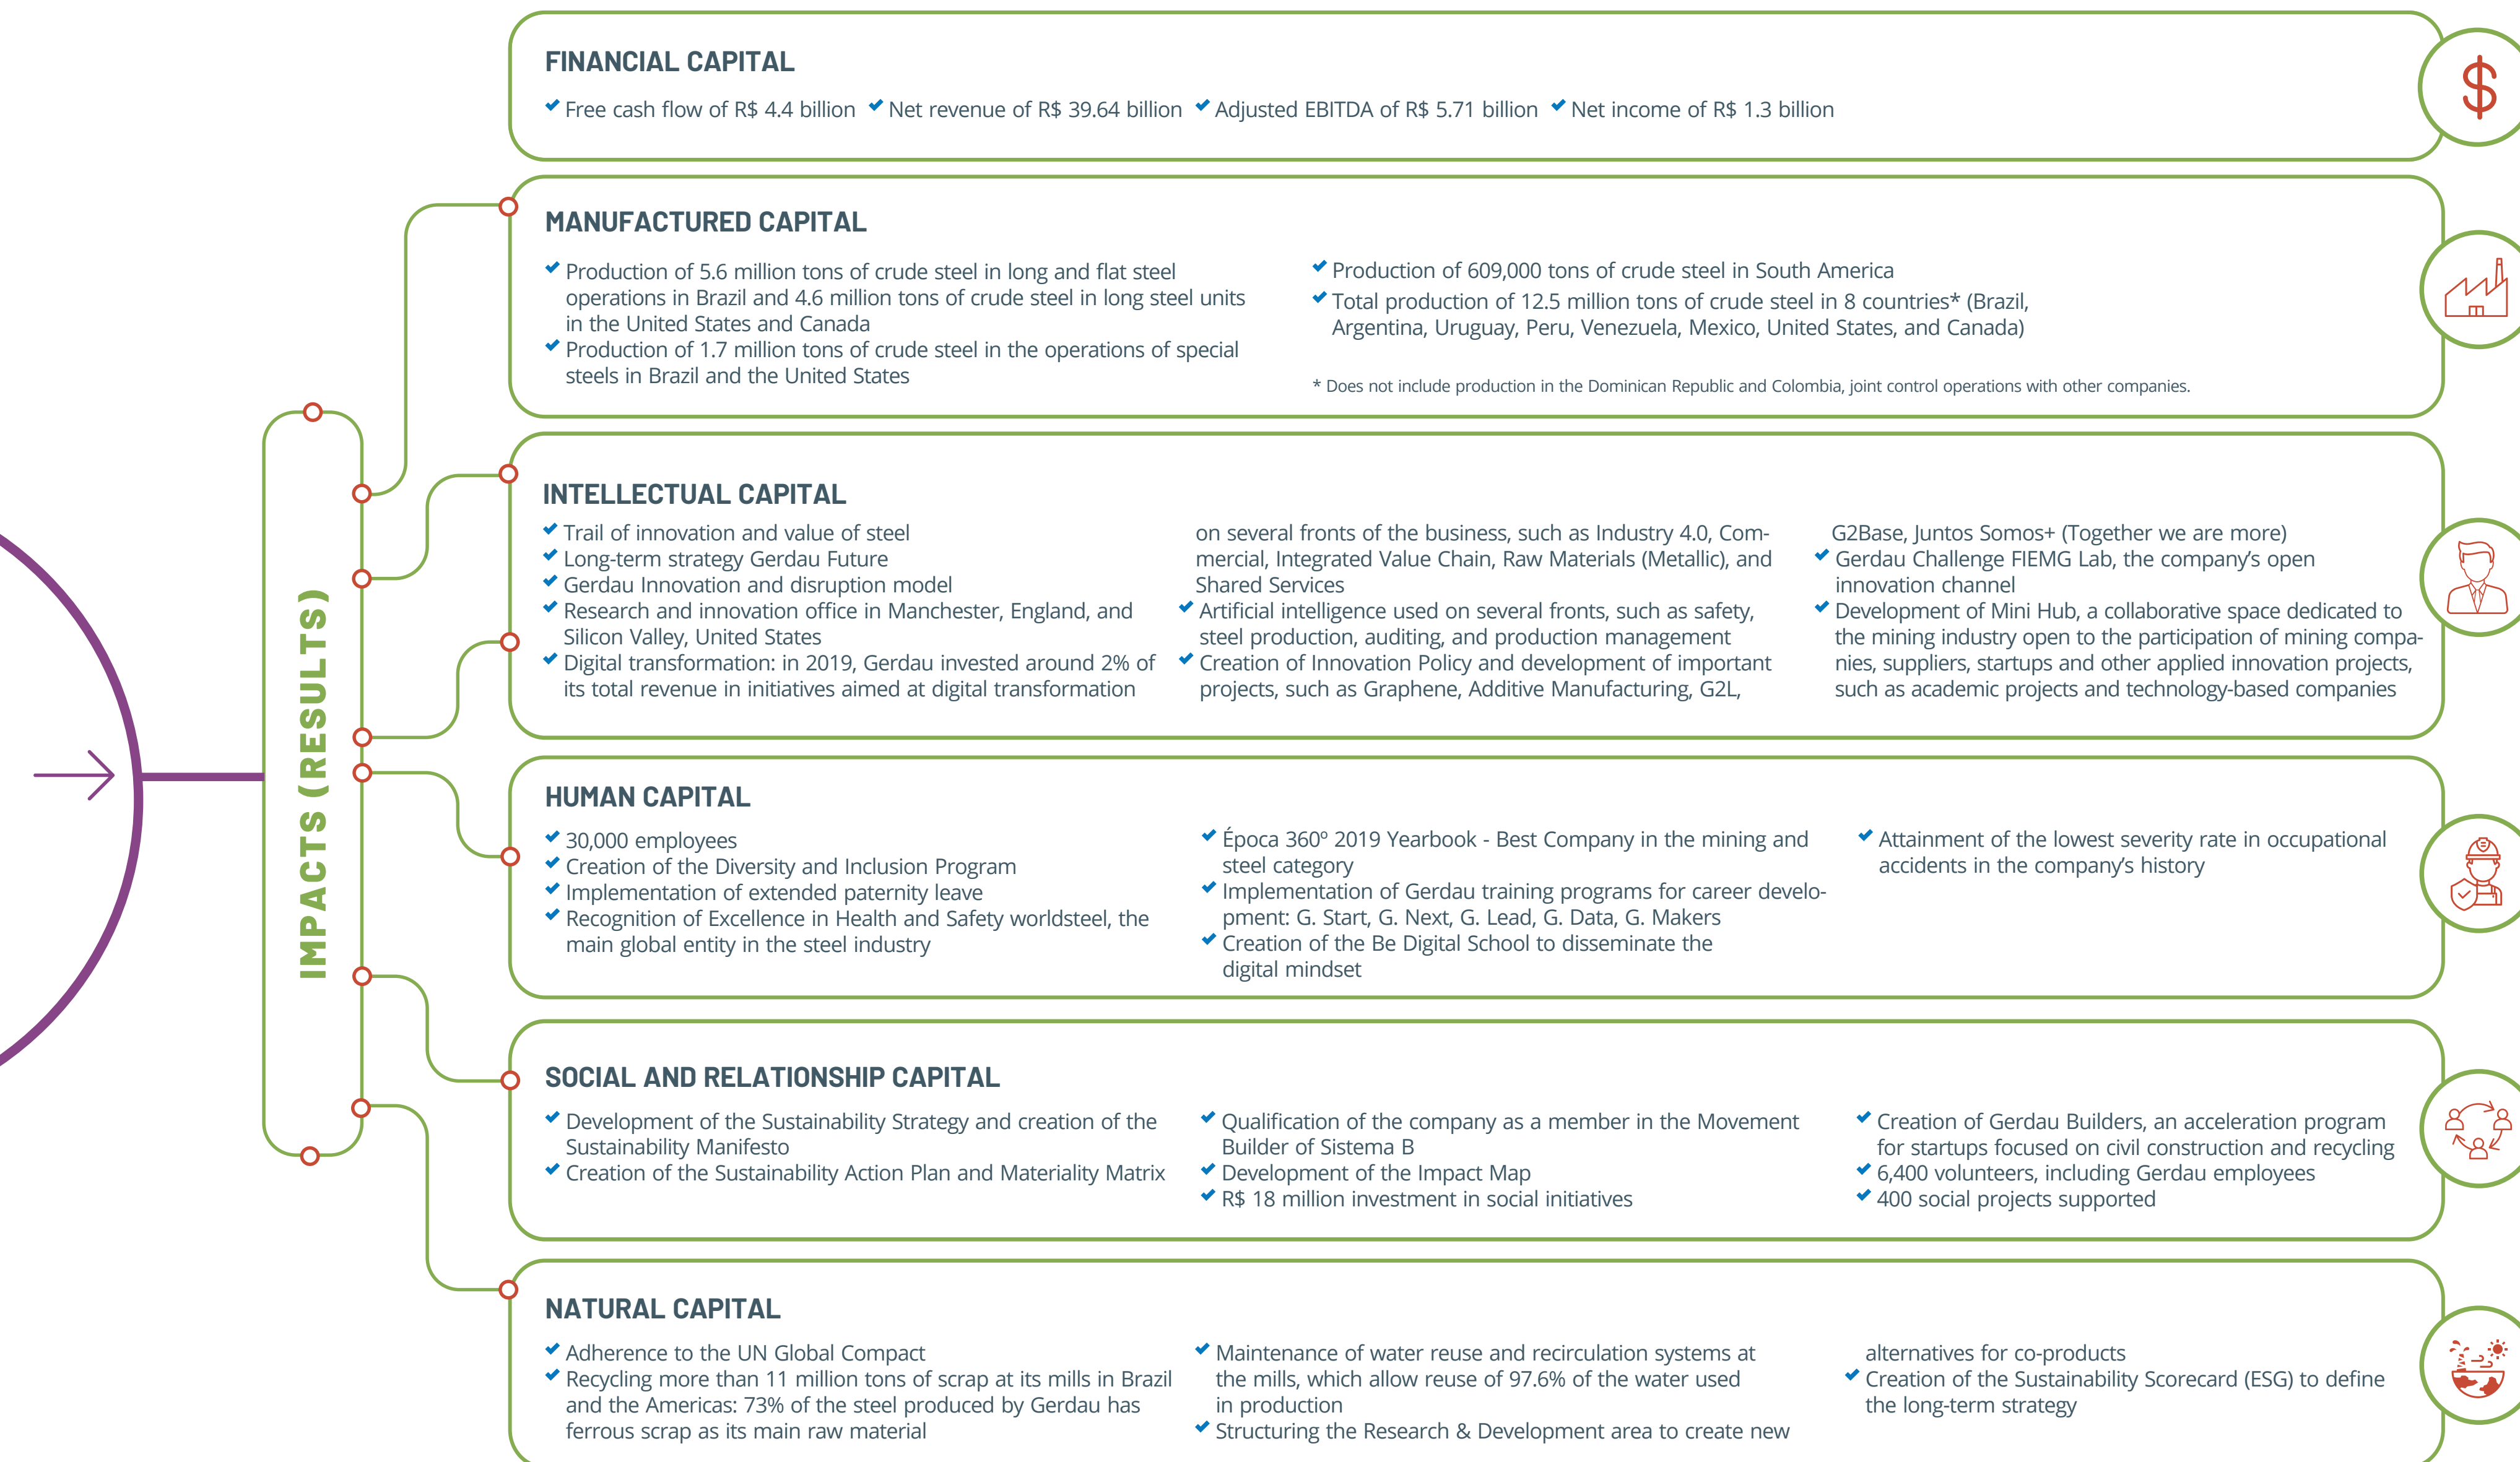 FINANCIAL CAPITAL
Free cash flow of R$ 4.4 billion
Net revenue of R$ 39.64 billion
Adjusted EBITDA of R$ 5.71 billion
Net income of R$ 1.3 billion
MANUFACTURED CAPITAL
Production of 5.6 million tons of crude steel in long and flat steel
operations in Brazil and 4.6 million tons of crude steel in long steel units
in the United States and Canada
Production of 1.7 million tons of crude steel in the operations of special
steels in Brazil and the United States
Production of 609,000 tons of crude steel in South America
Total production of 12.5 million tons of crude steel in 8 countries* (Brazil,
Argentina, Uruguay, Peru, Venezuela, Mexico, United States, and Canada)
* Does not include production in the Dominican Republic and Colombia, joint control operations with other companies.
IMPACTS (RESULTS)
INTELLECTUAL CAPITAL
Trail of innovation and value of steel
Long-term strategy Gerdau Future
Gerdau Innovation and disruption model
Research and innovation office in Manchester, England, and
Silicon Valley, United States
Digital transformation: in 2019, Gerdau invested around 2% of
its total revenue in initiatives aimed at digital transformation
on several fronts of the business, such as Industry 4.0, Com-
mercial, Integrated Value Chain, Raw Materials (Metallic), and
Shared Services
Artificial intelligence used on several fronts, such as safety,
steel production, auditing, and production management
Creation of Innovation Policy and development of important
projects, such as Graphene, Additive Manufacturing, G2L,
G2Base, Juntos Somos+ (Together we are more)
Gerdau Challenge FIEMG Lab, the company's open
innovation channel
Development of Mini Hub, a collaborative space dedicated to
the mining industry open to the participation of mining compa-
nies, suppliers, startups and other applied innovation projects,
such as academic projects and technology-based companies
HUMAN CAPITAL
30,000 employees
Creation of the Diversity and Inclusion Program
Implementation of extended paternity leave
Recognition of Excellence in Health and Safety worldsteel, the
main global entity in the steel industry
Época 360º 2019 Yearbook - Best Company in the mining and
steel category
Implementation of Gerdau training programs for career develo-
pment: G. Start, G. Next, G. Lead, G. Data, G. Makers
Creation of the Be Digital School to disseminate the
digital mindset
Attainment of the lowest severity rate in occupational
accidents in the company's history
SOCIAL AND RELATIONSHIP CAPITAL
Development of the Sustainability Strategy and creation of the
Sustainability Manifesto
Creation of the Sustainability Action Plan and Materiality Matrix
Qualification of the company as a member in the Movement
Builder of Sistema B
Development of the Impact Map
R$ 18 million investment in social initiatives
Creation of Gerdau Builders, an acceleration program
for startups focused on civil construction and recycling
6,400 volunteers, including Gerdau employees
400 social projects supported
NATURAL CAPITAL
Adherence to the UN Global Compact
Recycling more than 11 million tons of scrap at its mills in Brazil
and the Americas: 73% of the steel produced by Gerdau has
ferrous scrap as its main raw material
Maintenance of water reuse and recirculation systems at
the mills, which allow reuse of 97.6% of the water used
in production
Structuring the Research & Development area to create new
alternatives for co-products
Creation of the Sustainability Scorecard (ESG) to define
the long-term strategy